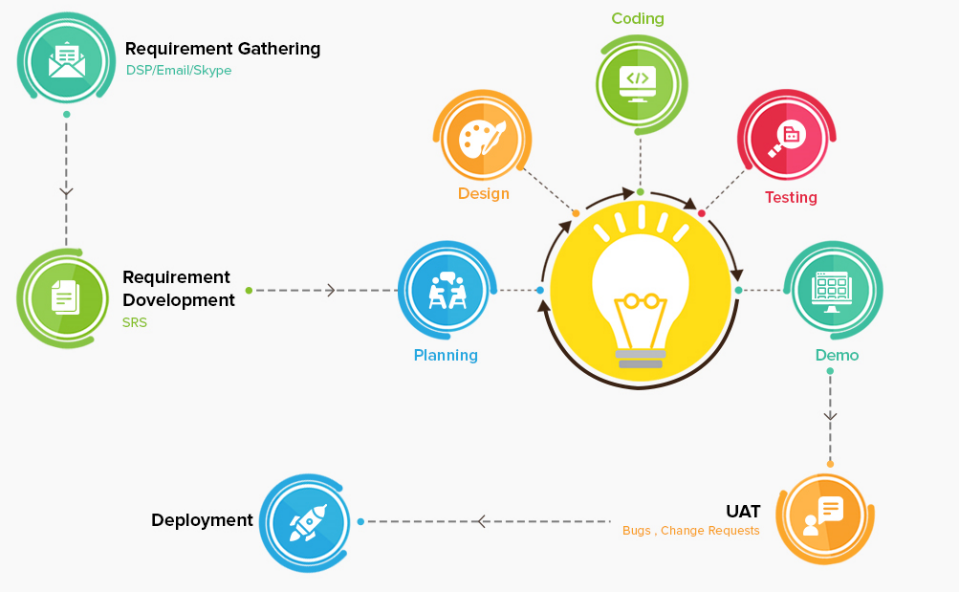 Requirement Gathering
DSP/Email/Skype
Requirement
Dovelopment
SRS
Planning
Design
Coding
</>
Testing
Demo
UAT
Bugs , Change Requests
Deployment